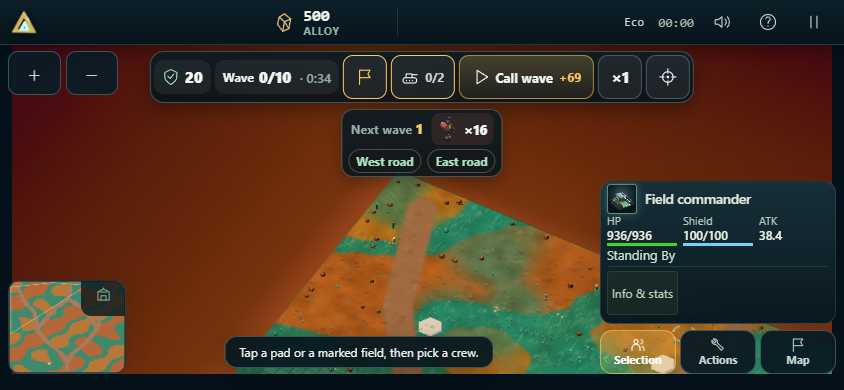 500
ALLOY
Eco 00:00
20
Wave 0/10 · 0:34
0/2
Call wave +69
×1
Next wave 1
×16
West road
East road
Field commander
HP
936/936
Shield
100/100
ATK
38.4
Standing By
Info & stats
Tap a pad or a marked field, then pick a crew.
Selection
Actions
Map